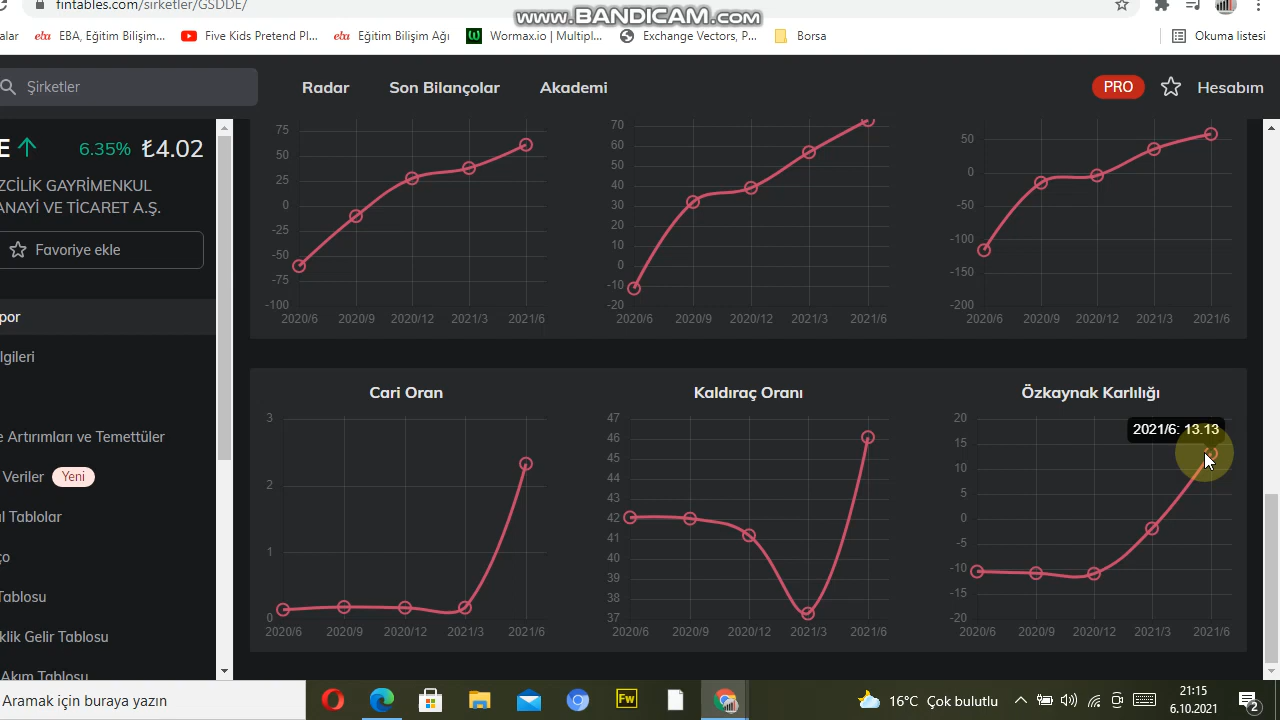 fintables.com/sirketler/GSDDE/
www.BANDICAM.com
alar
eba
EBA, Eğitim Bilişim...
Five Kids Pretend Pl...
eba
Eğitim Bilişim Ağı
Wormax.io | Multipl...
Exchange Vectors, P...
Borsa
Okuma listesi
Şirketler
Radar
Son Bilançolar
Akademi
PRO
Hesabım
E
6.35%
₺4.02
ZCİLİK GAYRİMENKUL
ANAYİ VE TİCARET A.Ş.
Favoriye ekle
por
lgileri
e Artırımları ve Temettüler
Veriler Yeni
l Tablolar
ço
Tablosu
klik Gelir Tablosu
Akım Tablosu
75
50
25
0
-25
-50
-75
-100
2020/6 2020/9 2020/12 2021/3 2021/6
70
60
50
40
30
20
10
0
-10
-20
2020/6 2020/9 2020/12 2021/3 2021/6
50
0
-50
-100
-150
-200
2020/6 2020/9 2020/12 2021/3 2021/6
Cari Oran
3
2
1
0
2020/6 2020/9 2020/12 2021/3 2021/6
Kaldıraç Oranı
47
46
45
44
43
42
41
40
39
38
37
2020/6 2020/9 2020/12 2021/3 2021/6
Özkaynak Karlılığı
2021/6: 13.13
20
15
10
5
0
-5
-10
-15
-20
2020/6 2020/9 2020/12 2021/3 2021/6
Aramak için buraya yazın
Fw
16°C Çok bulutlu
21:15
6.10.2021
2